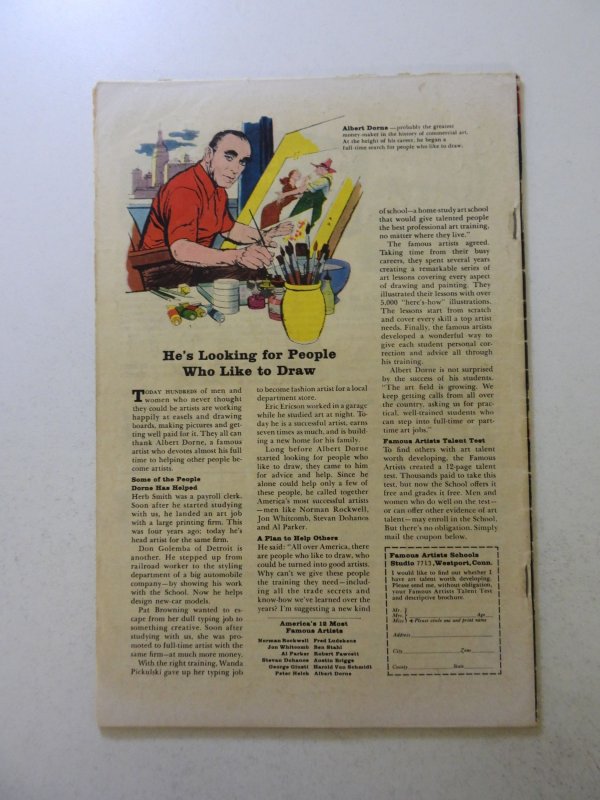 Albert Dorne — probably the greatest
money-maker in the history of commercial art.
At the height of his career, he began a
full-time search for people who like to draw.
He's Looking for People
Who Like to Draw
TODAY HUNDREDS of men and
women who never thought
they could be artists are working
happily at easels and drawing
boards, making pictures and get-
ting well paid for it. They all can
thank Albert Dorne, a famous
artist who devotes almost his full
time to helping other people be-
come artists.
Some of the People
Dorne Has Helped
Herb Smith was a payroll clerk.
Soon after he started studying
with us, he landed an art job
with a large printing firm. This
was four years ago; today he's
head artist for the same firm.
Don Golemba of Detroit is
another. He stepped up from
railroad worker to the styling
department of a big automobile
company—by showing his work
with the School. Now he helps
design new-car models.
Pat Browning wanted to es-
cape from her dull typing job to
something creative. Soon after
studying with us, she was pro-
moted to full-time artist with the
same firm—at much more money.
With the right training, Wanda
Pickulski gave up her typing job
to become fashion artist for a local
department store.
Eric Ericson worked in a garage
while he studied art at night. To-
day he is a successful artist, earns
seven times as much, and is build-
ing a new home for his family.
Long before Albert Dorne
started looking for people who
like to draw, they came to him
for advice and help. Since he
alone could help only a few of
these people, he called together
America's most successful artists
—men like Norman Rockwell,
Jon Whitcomb, Stevan Dohanos
and Al Parker.
A Plan to Help Others
He said: "All over America, there
are people who like to draw, who
could be turned into good artists.
Why can't we give these people
the training they need—includ-
ing all the trade secrets and
know-how we've learned over the
years? I'm suggesting a new kind
America's 12 Most
Famous Artists
Norman Rockwell Fred Ludekens
Jon Whitcomb Ben Stahl
Al Parker Robert Fawcett
Stevan Dohanos Austin Briggs
George Giusti Harold Von Schmidt
Peter Helck Albert Dorne
of school—a home-study art school
that would give talented people
the best professional art training,
no matter where they live."
The famous artists agreed.
Taking time from their busy
careers, they spent several years
creating a remarkable series of
art lessons covering every aspect
of drawing and painting. They
illustrated their lessons with over
5,000 "here's-how" illustrations.
The lessons start from scratch
and cover every skill a top artist
needs. Finally, the famous artists
developed a wonderful way to
give each student personal cor-
rection and advice all through
his training.
Albert Dorne is not surprised
by the success of his students.
"The art field is growing. We
keep getting calls from all over
the country, asking us for prac-
tical, well-trained students who
can step into full-time or part-
time art jobs."
Famous Artists Talent Test
To find others with art talent
worth developing, the Famous
Artists created a 12-page talent
test. Thousands paid to take this
test, but now the School offers it
free and grades it free. Men and
women who do well on the test—
or can offer other evidence of art
talent—may enroll in the School.
But there's no obligation. Simply
mail the coupon below.
Famous Artists Schools
Studio 7713, Westport, Conn.
I would like to find out whether I
have art talent worth developing.
Please send me, without obligation,
your Famous Artists Talent Test
and descriptive brochure.
Mr.
Mrs. Age
Miss Please circle one and print name
Address
City Zone
County State